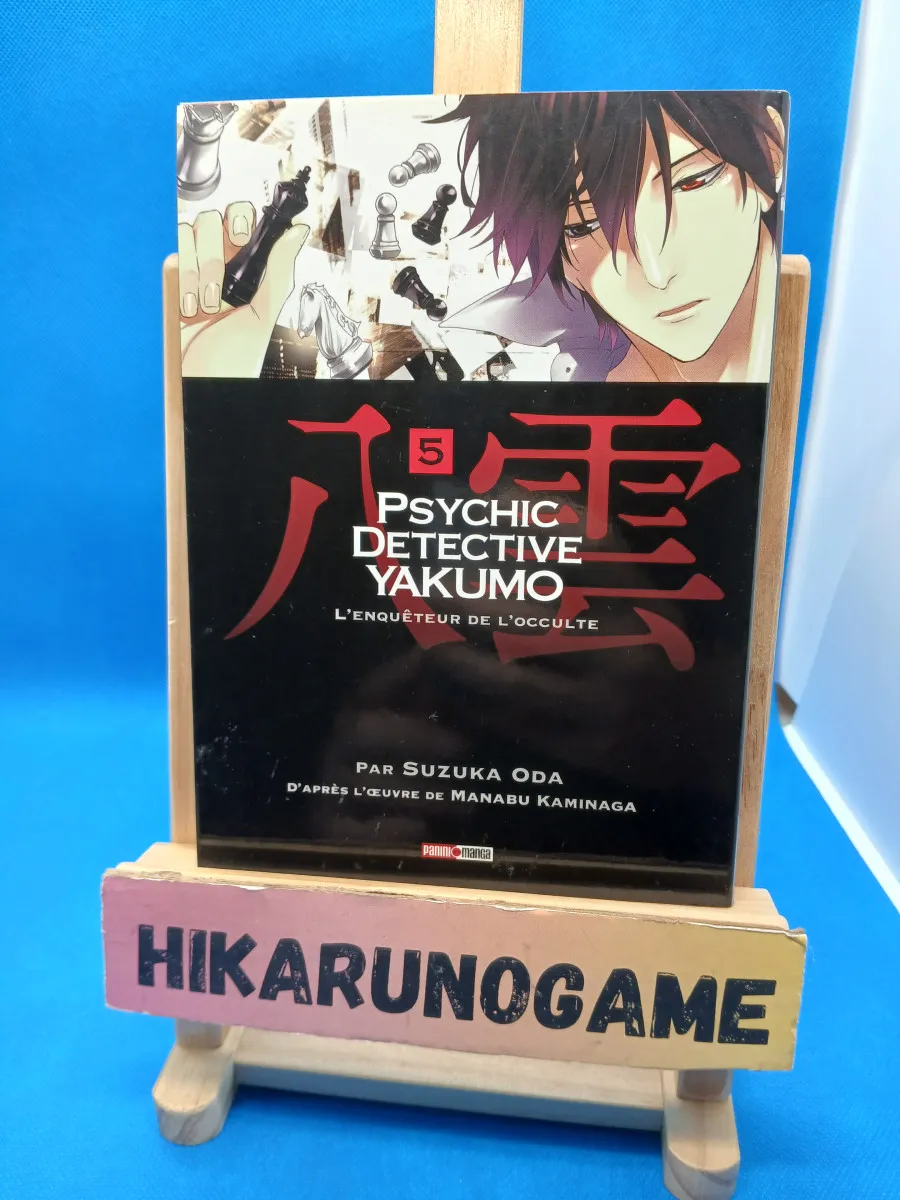 八雲
5
PSYCHIC
DETECTIVE
YAKUMO
L'ENQUÊTEUR DE L'OCCULTE
PAR SUZUKA ODA
D'APRÈS L'ŒUVRE DE MANABU KAMINAGA
PANINI MANGA
HIKARUNOGAME